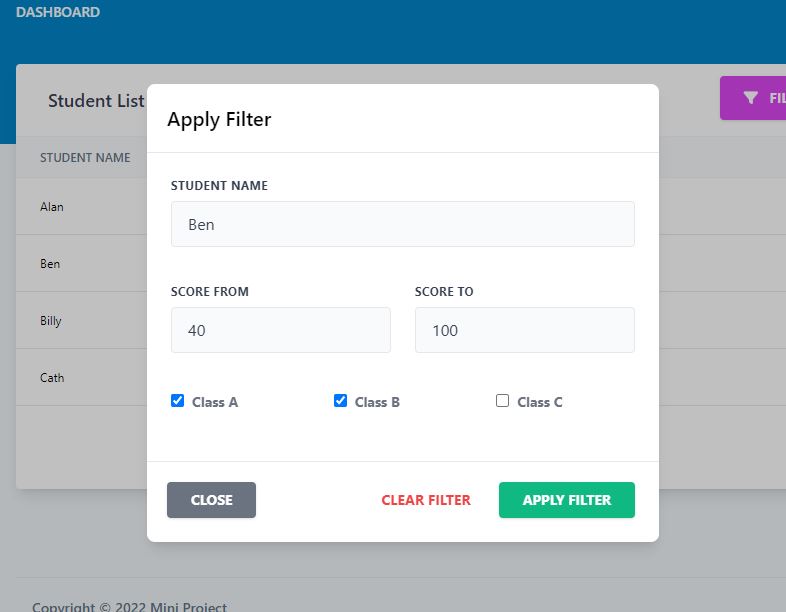 DASHBOARD
Student List
Apply Filter
STUDENT NAME
STUDENT NAME
Alan
Ben
Billy
Cath
Ben
SCORE FROM SCORE TO
40 100
Class A Class B Class C
CLOSE CLEAR FILTER APPLY FILTER
Copyright © 2022 Mini Project